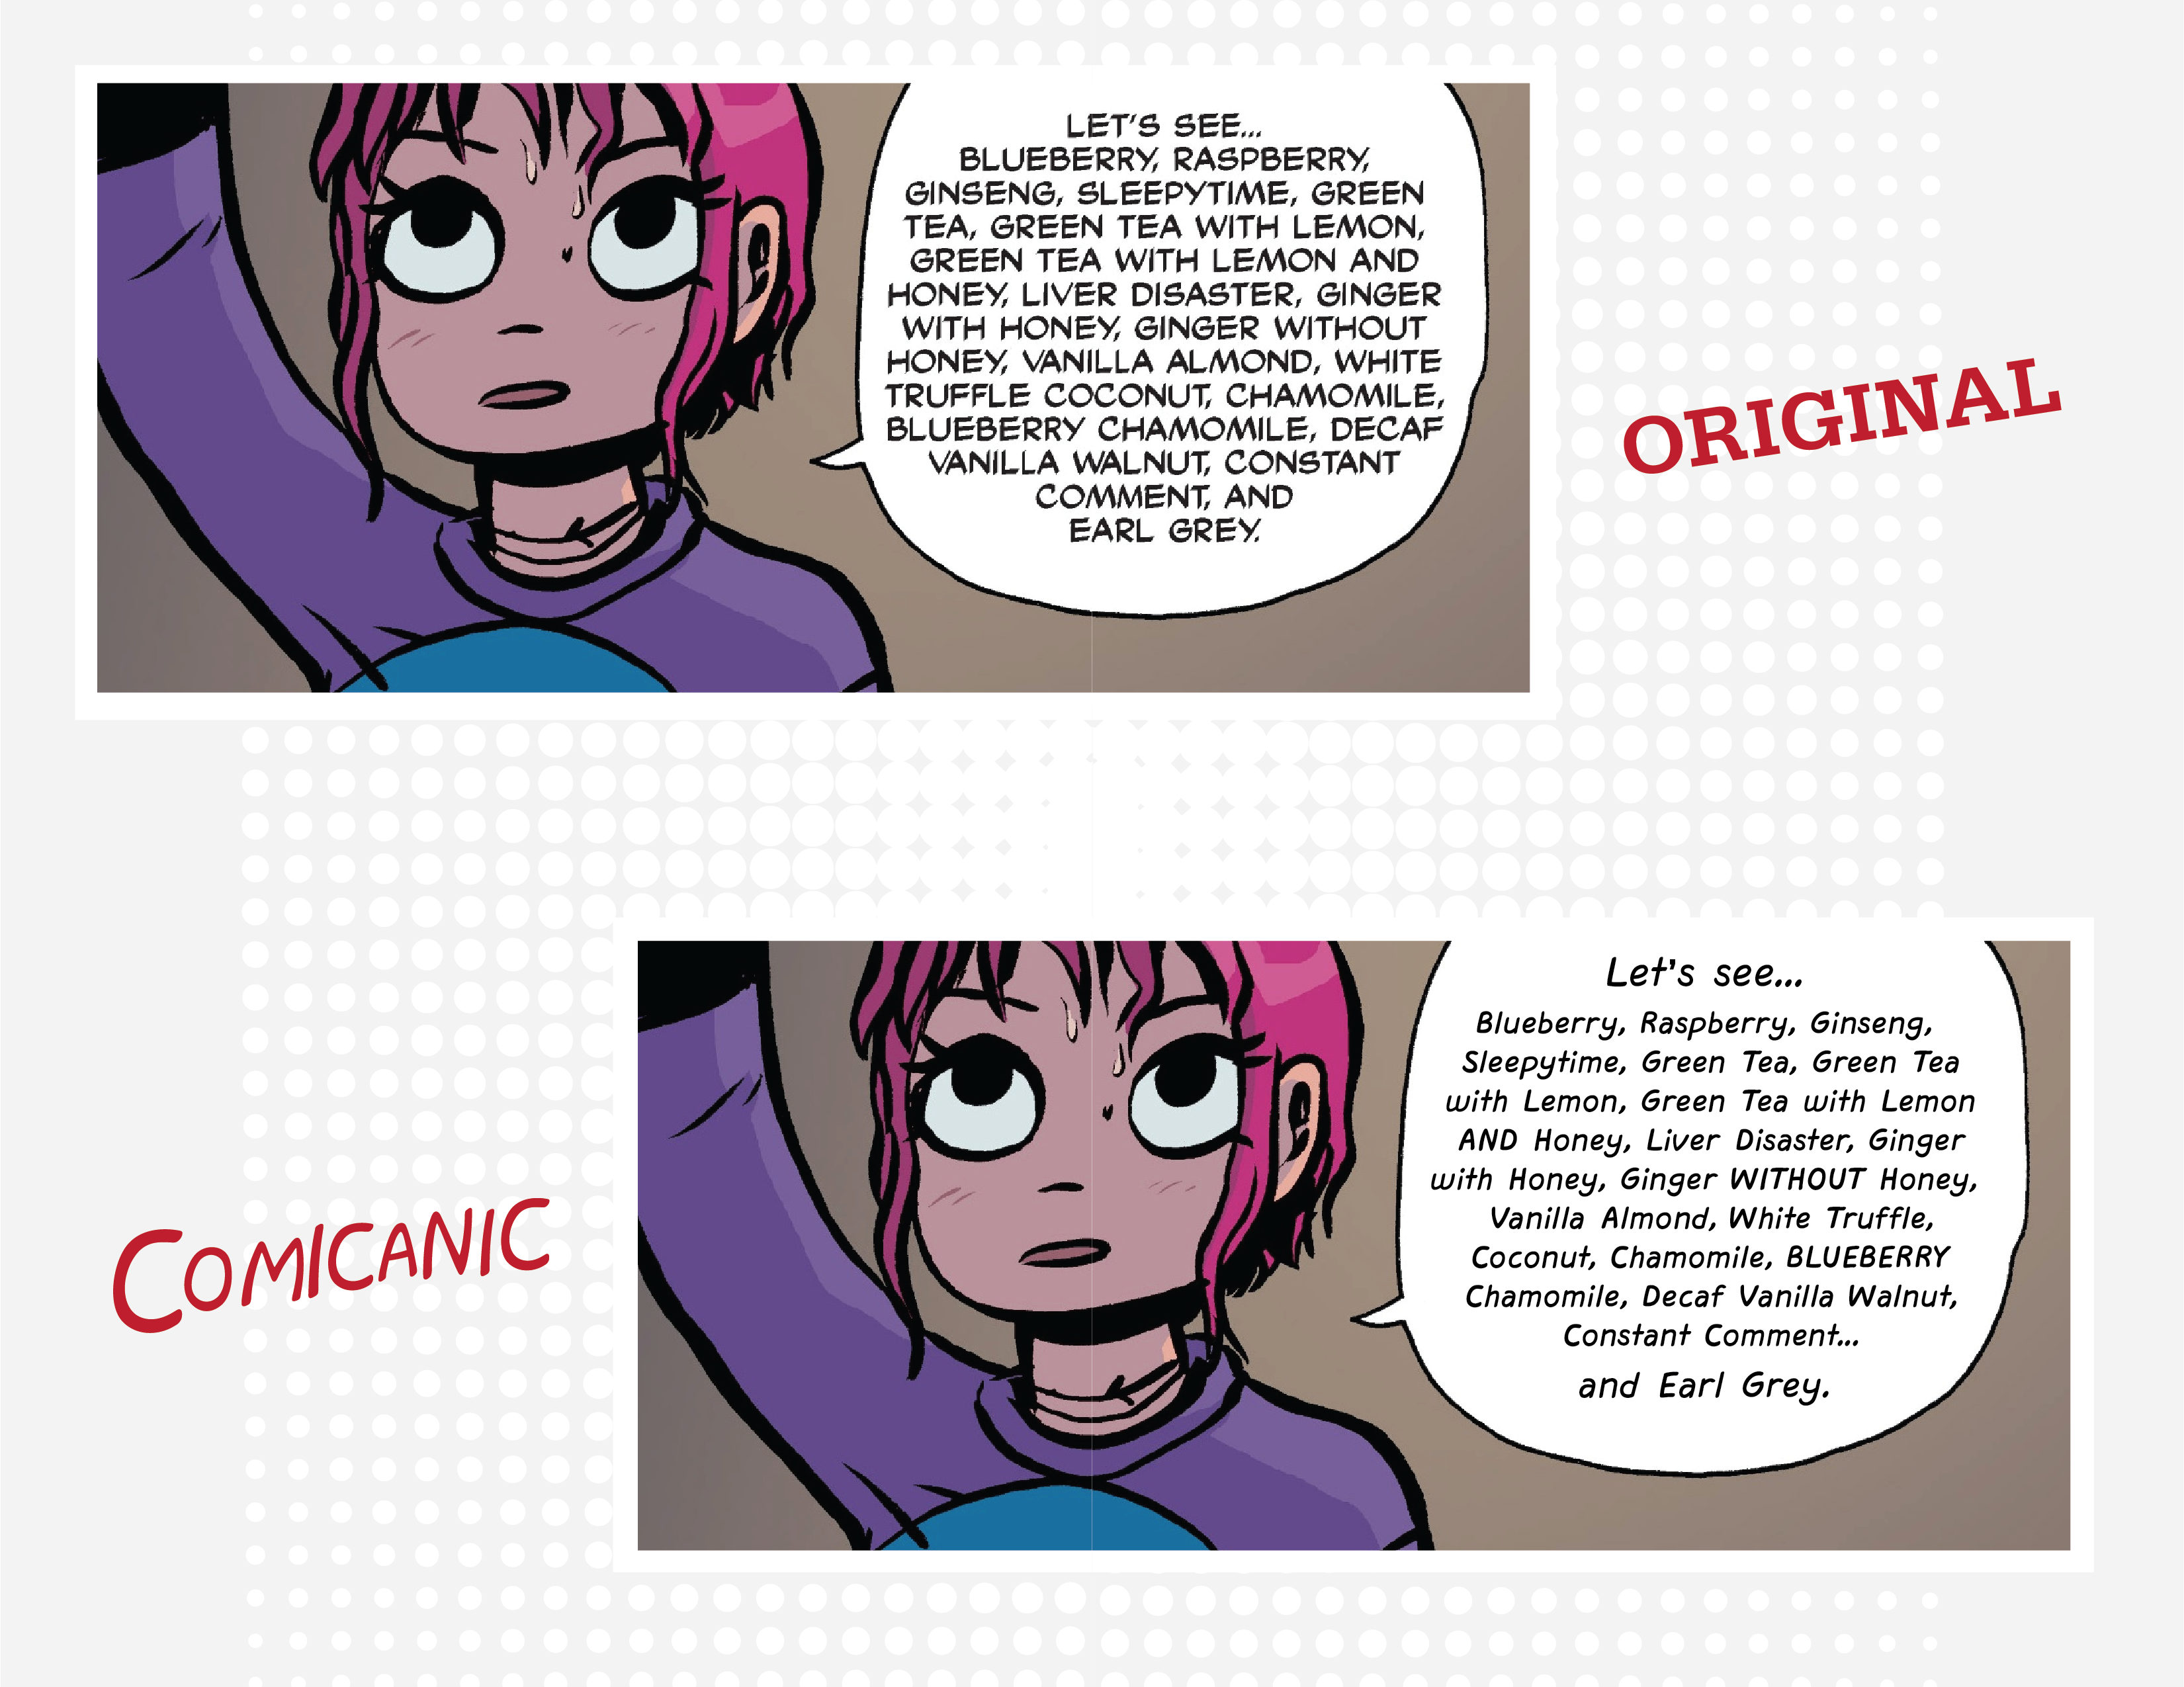 LET'S SEE...
BLUEBERRY, RASPBERRY,
GINSENG, SLEEPYTIME, GREEN
TEA, GREEN TEA WITH LEMON,
GREEN TEA WITH LEMON AND
HONEY, LIVER DISASTER, GINGER
WITH HONEY, GINGER WITHOUT
HONEY, VANILLA ALMOND, WHITE
TRUFFLE COCONUT, CHAMOMILE,
BLUEBERRY CHAMOMILE, DECAF
VANILLA WALNUT, CONSTANT
COMMENT, AND
EARL GREY.
ORIGINAL
COMICANIC
Let's see...
Blueberry, Raspberry, Ginseng,
Sleepytime, Green Tea, Green Tea
with Lemon, Green Tea with Lemon
AND Honey, Liver Disaster, Ginger
with Honey, Ginger WITHOUT Honey,
Vanilla Almond, White Truffle,
Coconut, Chamomile, BLUEBERRY
Chamomile, Decaf Vanilla Walnut,
Constant Comment...
and Earl Grey.